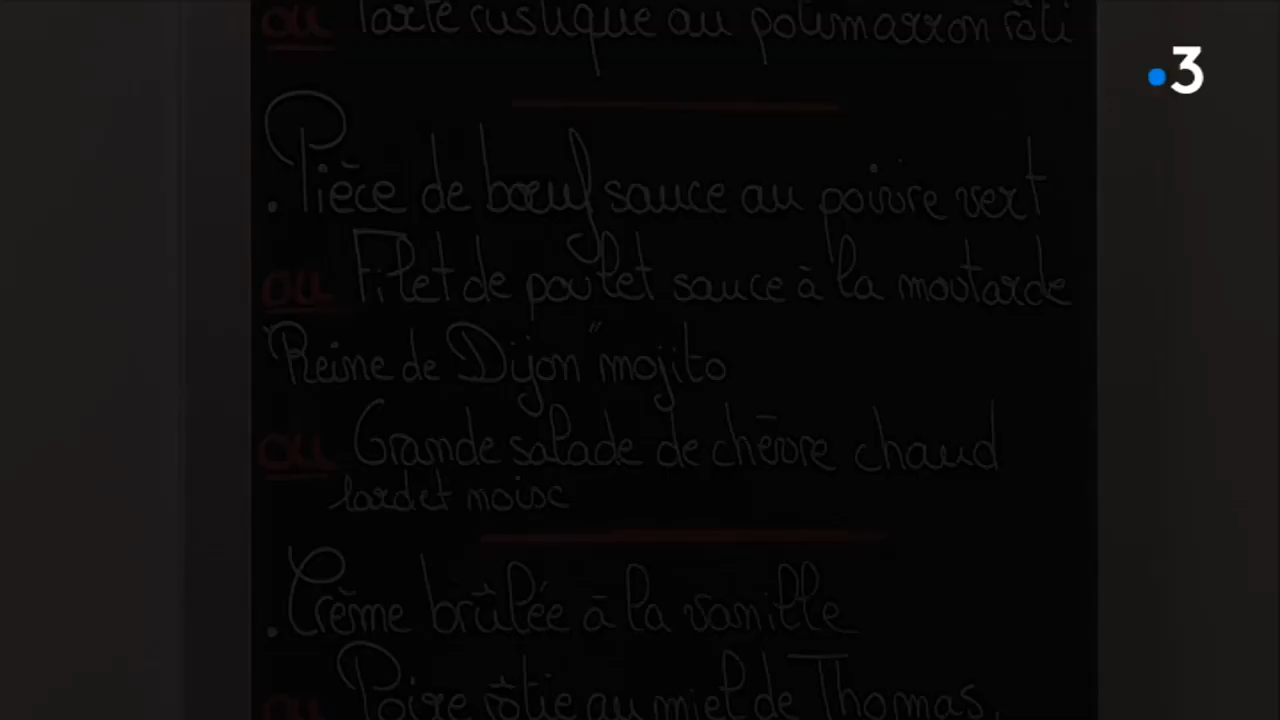 ou Tarte rustique au potimarron rôti
3
. Pièce de bœuf sauce au poivre vert
ou Filet de poulet sauce à la moutarde
"Reine de Dijon" mojito
ou Grande salade de chèvre chaud
lard et
. Crème brûlée à la vanille
ou Poire rôtie au miel de Thomas,